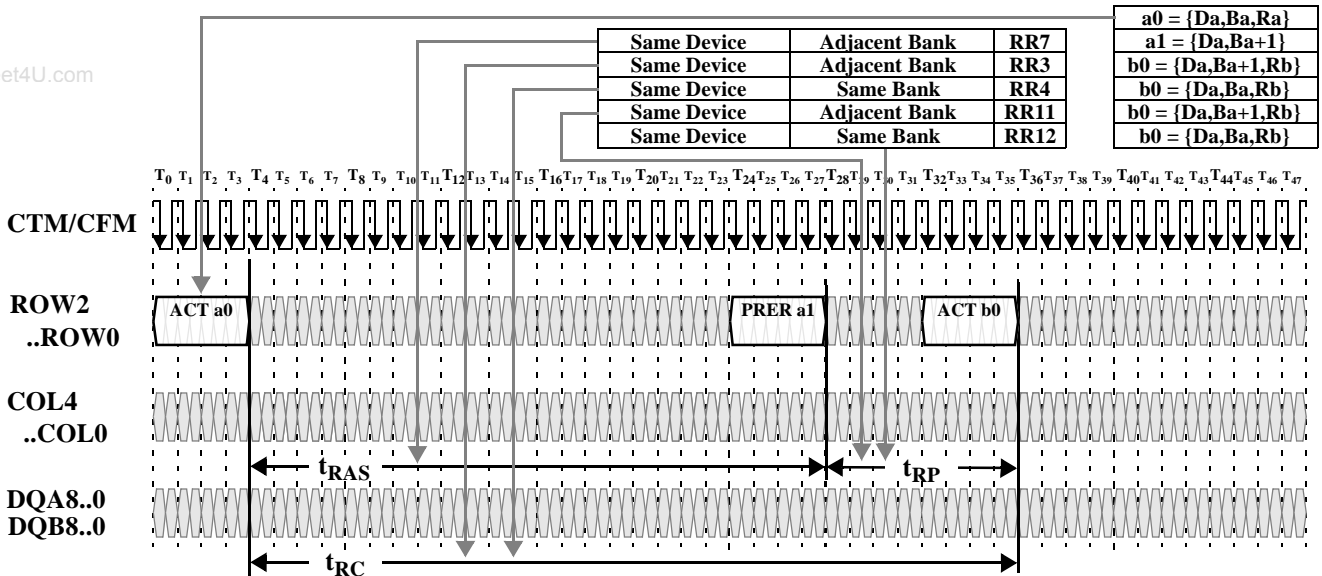 a0 = {Da,Ba,Ra}
Same Device Adjacent Bank RR7 a1 = {Da,Ba+1}
et4U.com
Same Device Adjacent Bank RR3 b0 = {Da,Ba+1,Rb}
Same Device Same Bank RR4 b0 = {Da,Ba,Rb}
Same Device Adjacent Bank RR11 b0 = {Da,Ba+1,Rb}
Same Device Same Bank RR12 b0 = {Da,Ba,Rb}
T0 T1 T2 T3 T4 T5 T6 T7 T8 T9 T10 T11 T12 T13 T14 T15 T16 T17 T18 T19 T20 T21 T22 T23 T24 T25 T26 T27 T28 T29 T30 T31 T32 T33 T34 T35 T36 T37 T38 T39 T40 T41 T42 T43 T44 T45 T46 T47
CTM/CFM
ROW2
..ROW0
ACT a0 PRER a1 ACT b0
COL4
..COL0
tRAS tRP
DQA8..0
DQB8..0
tRC